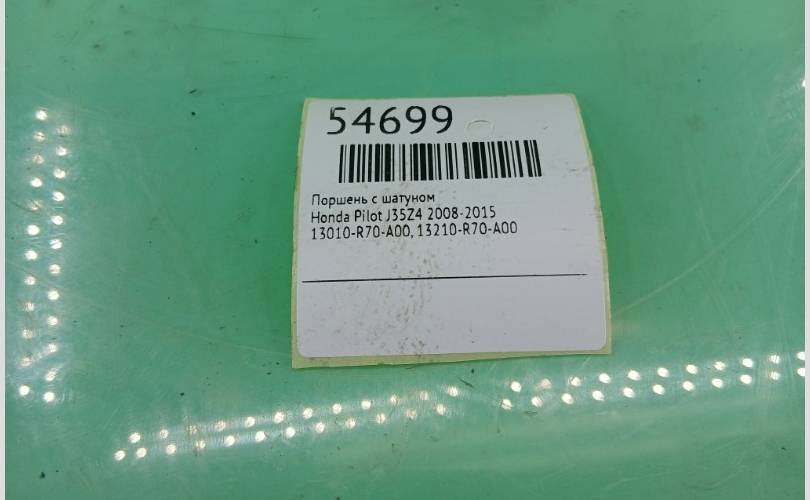 54699
Поршень с шатуном
Honda Pilot J35Z4 2008-2015
13010-R70-A00, 13210-R70-A00